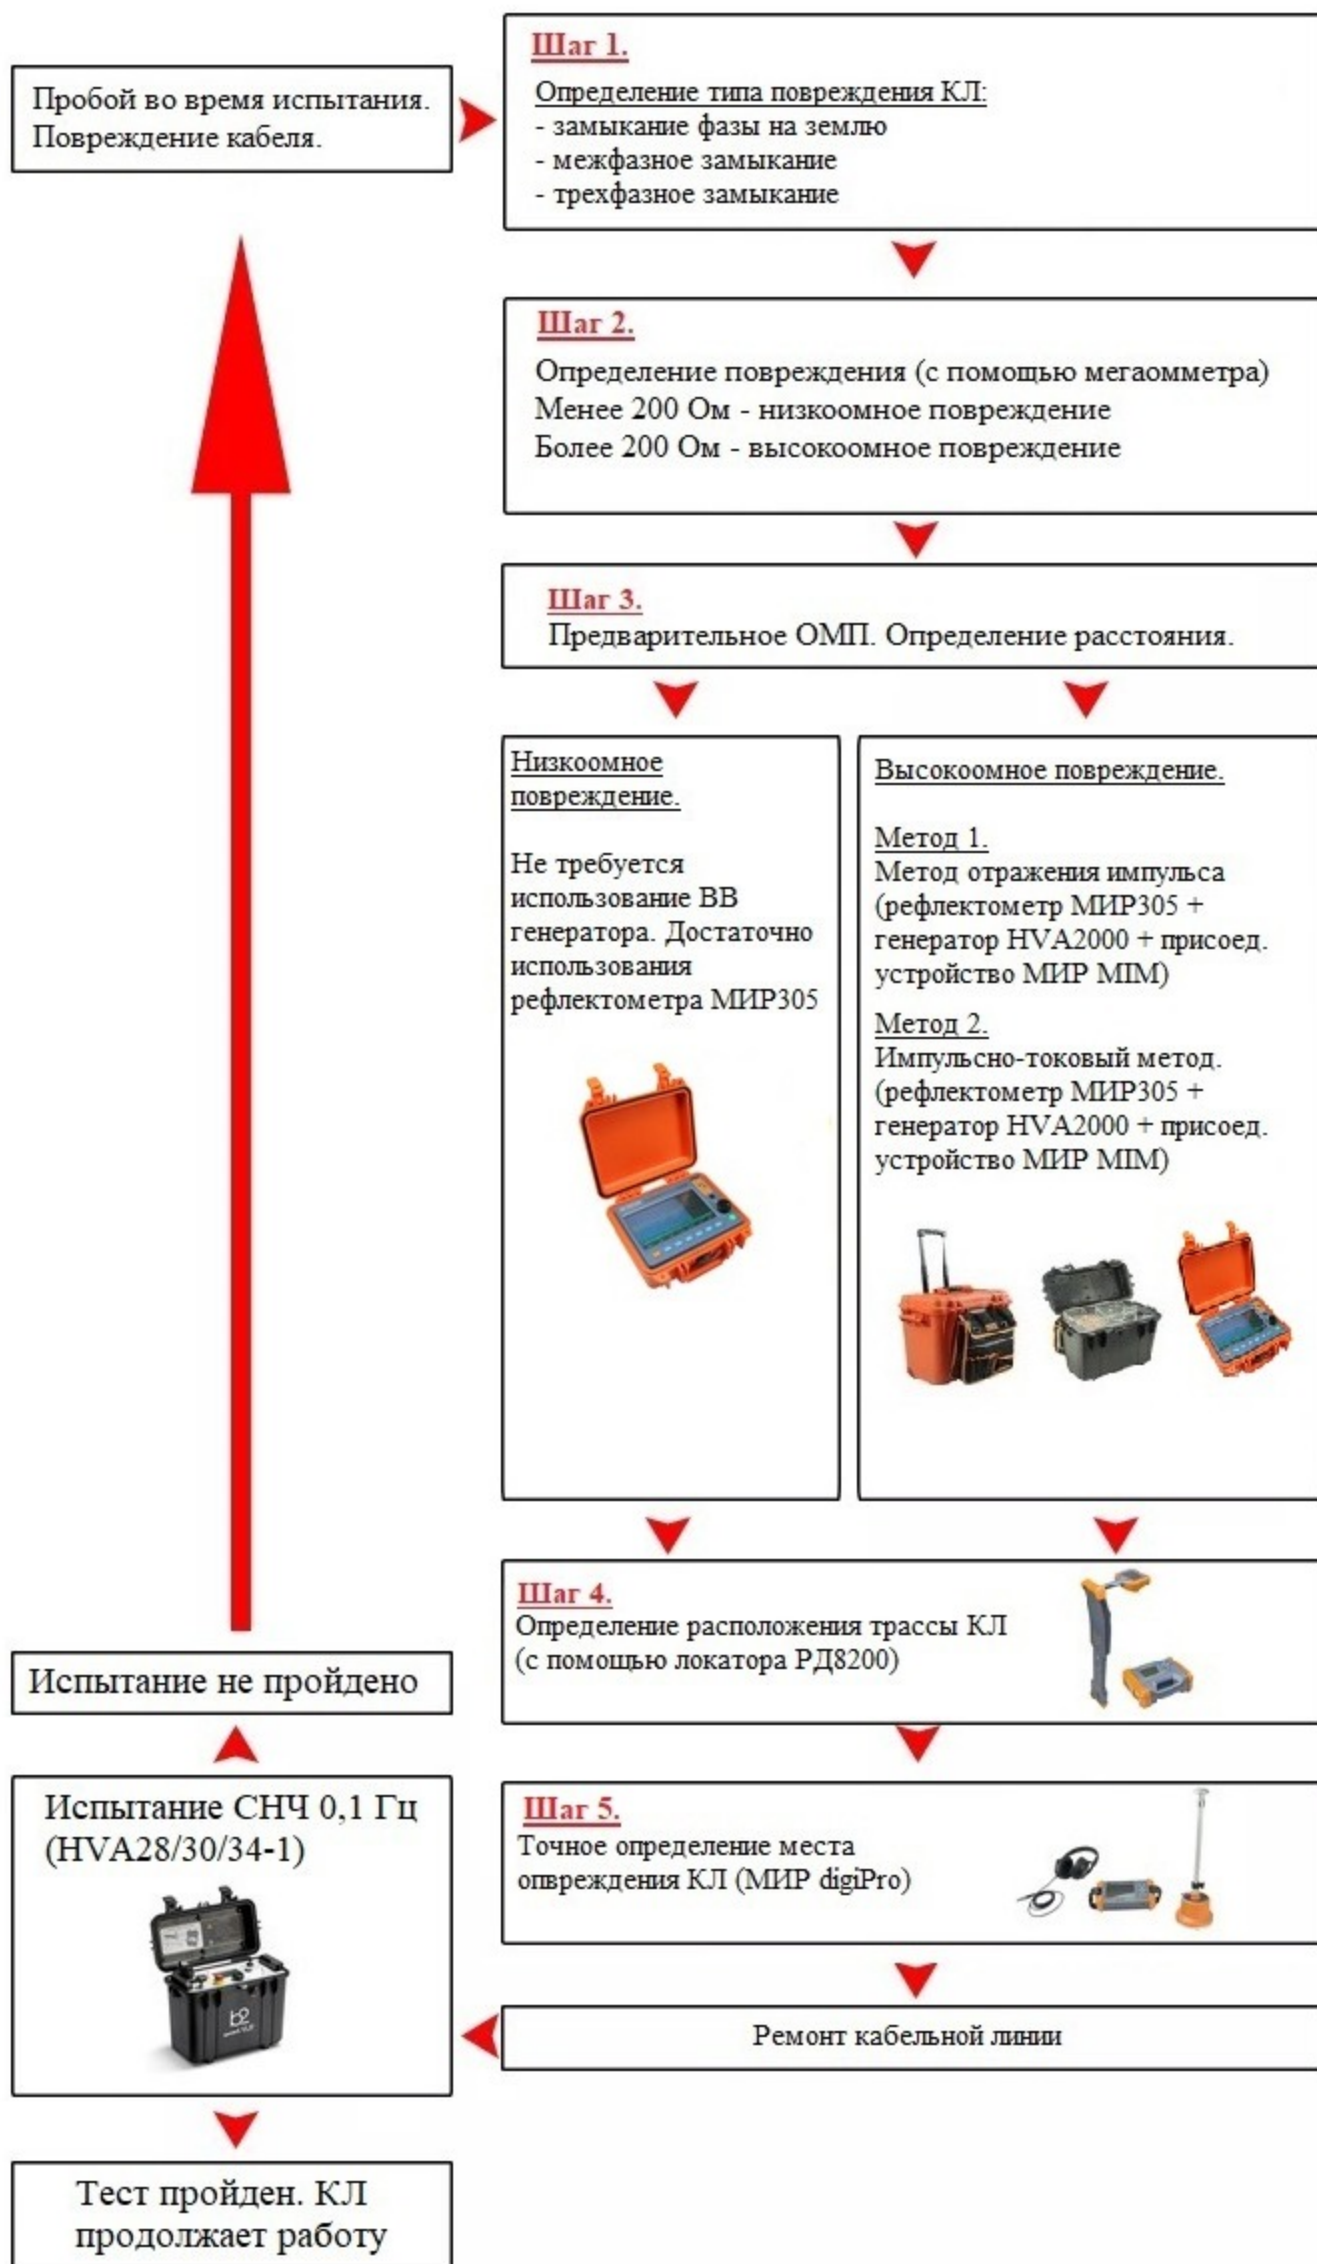 Пробой во время испытания.
Повреждение кабеля.
Шаг 1.
Определение типа повреждения КЛ:
- замыкание фазы на землю
- межфазное замыкание
- трехфазное замыкание
Шаг 2.
Определение повреждения (с помощью мегаомметра)
Менее 200 Ом - низкоомное повреждение
Более 200 Ом - высокоомное повреждение
Шаг 3.
Предварительное ОМП. Определение расстояния.
Низкоомное
повреждение.
Не требуется
использование ВВ
генератора. Достаточно
использования
рефлектометра МИР305
Высокоомное повреждение.
Метод 1.
Метод отражения импульса
(рефлектометр МИР305 +
генератор HVA2000 + присоед.
устройство МИР MIM)
Метод 2.
Импульсно-токовый метод.
(рефлектометр МИР305 +
генератор HVA2000 + присоед.
устройство МИР MIM)
Шаг 4.
Определение расположения трассы КЛ
(с помощью локатора РД8200)
Шаг 5.
Точное определение места
опвреждения КЛ (МИР digiPro)
Ремонт кабельной линии
Испытание не пройдено
Испытание СНЧ 0,1 Гц
(HVA28/30/34-1)
b2
Тест пройден. КЛ
продолжает работу